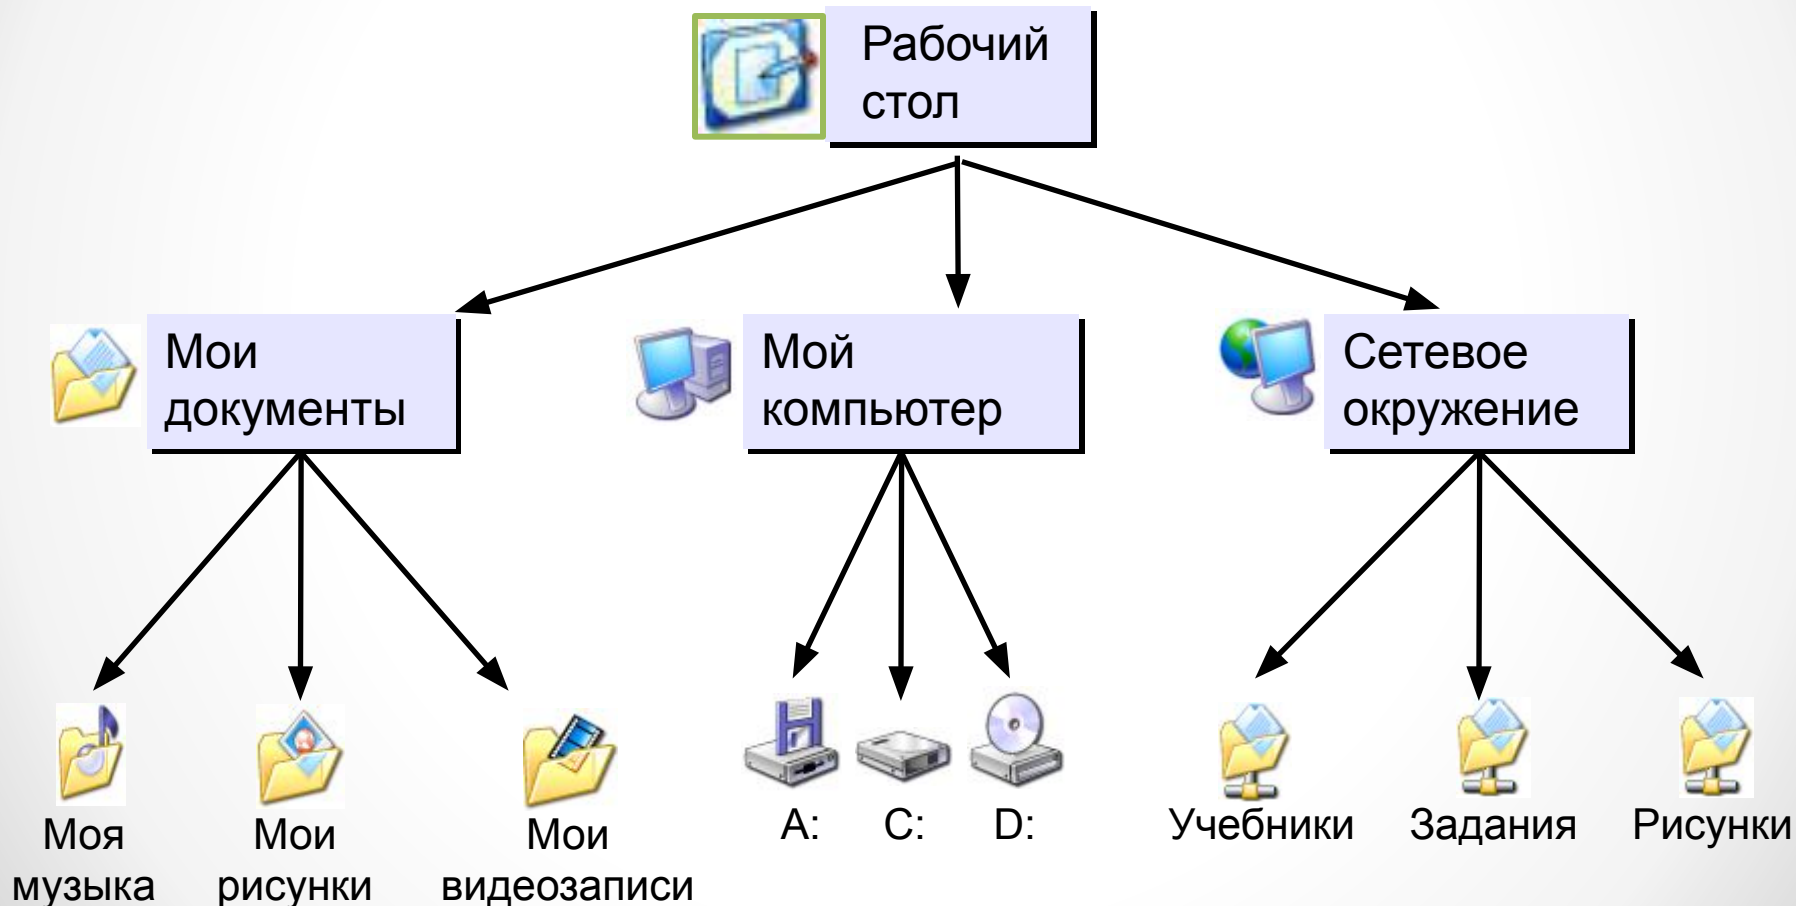 Рабочий
стол
Мои
документы
Мой
компьютер
Сетевое
окружение
Моя
музыка
Мои
рисунки
Мои
видеозаписи
A:
C:
D:
Учебники
Задания
Рисунки